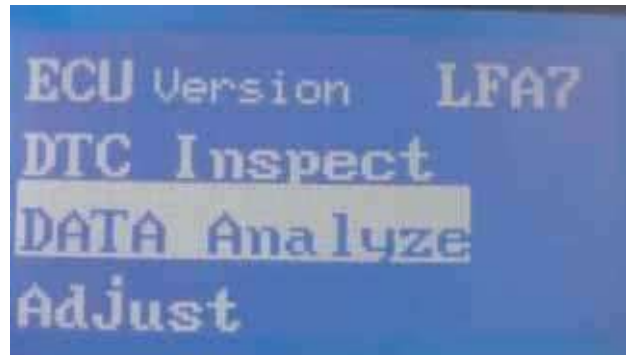 ECU Version LFA7
DTC Inspect
DATA Analyze
Adjust